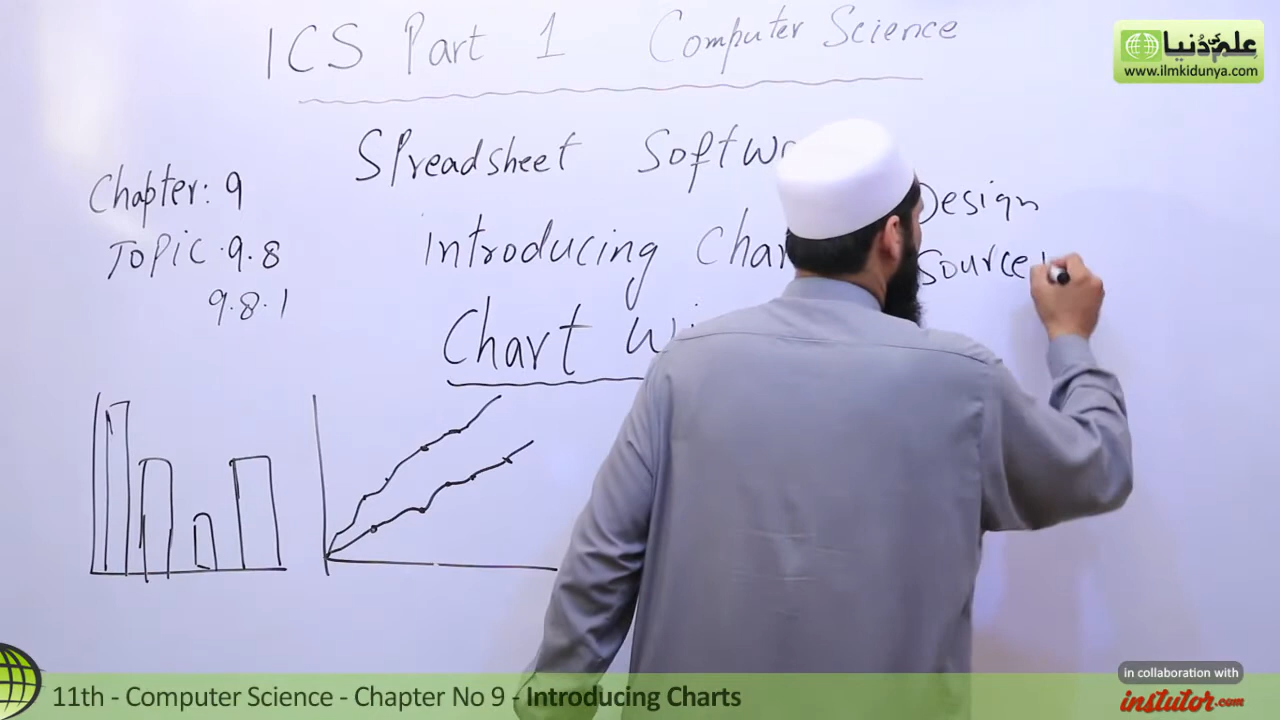 ICS Part 1 Computer Science
علم کی دُنیا
www.ilmkidunya.com
Spreadsheet
Chapter: 9
Design
Topic 9.8
introducing
Source
9.8.1
Chart
in collaboration with
instutor.com
11th - Computer Science - Chapter No 9 - Introducing Charts